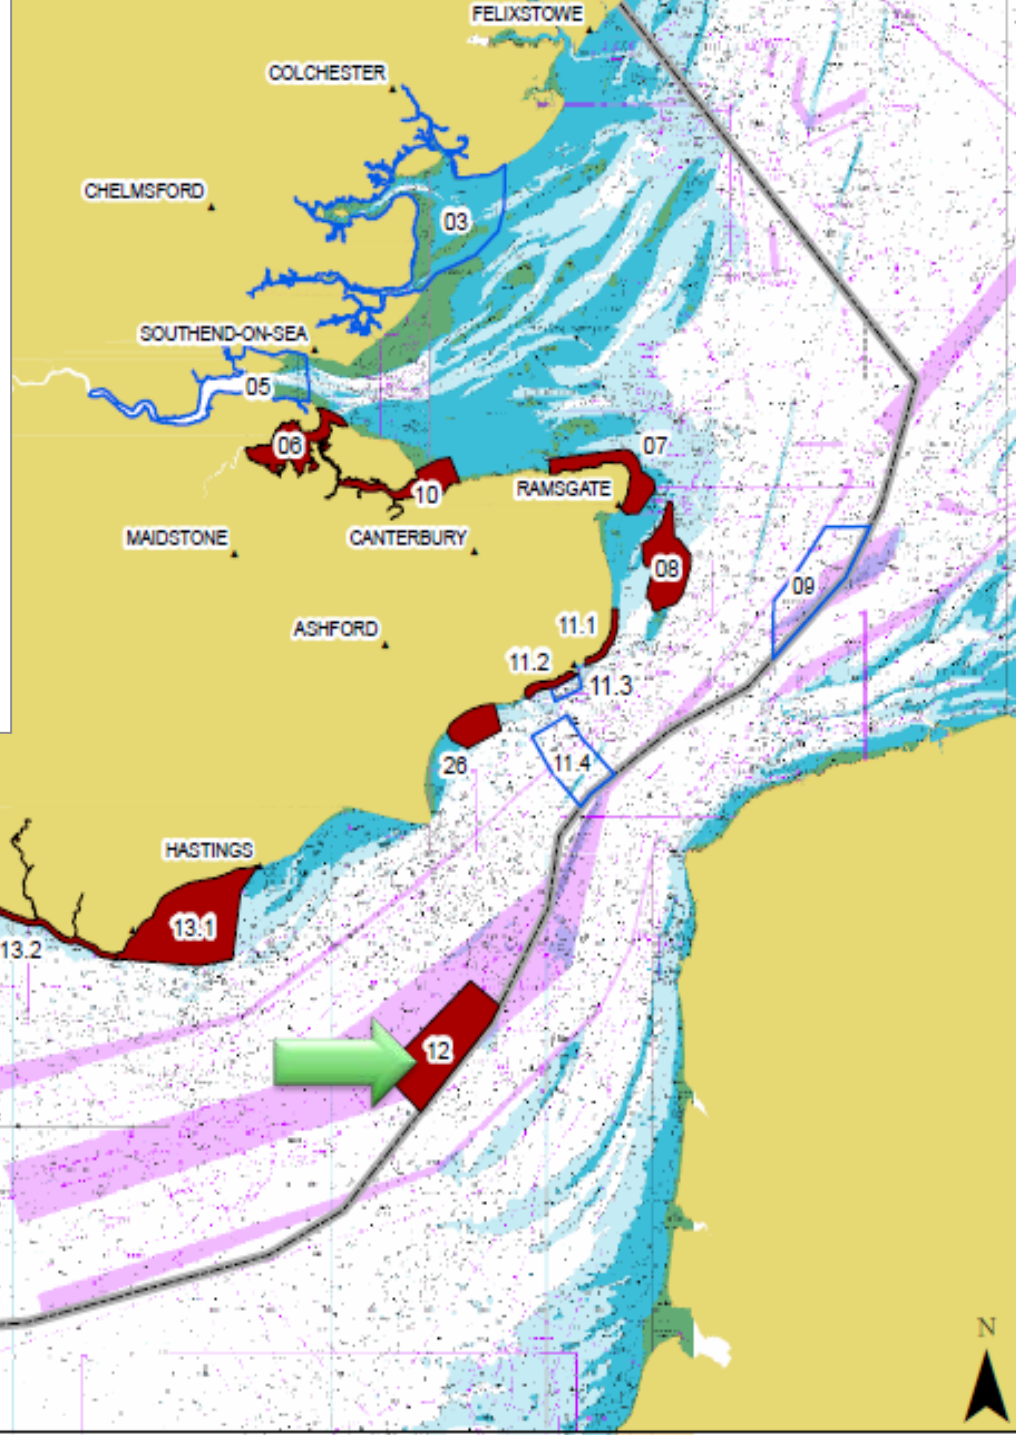 FELIXSTOWE
COLCHESTER
CHELMSFORD
03
SOUTHEND-ON-SEA
05
06
07
10
RAMSGATE
MAIDSTONE
CANTERBURY
08
09
ASHFORD
11.1
11.2
11.3
26
11.4
HASTINGS
13.1
13.2
12
N